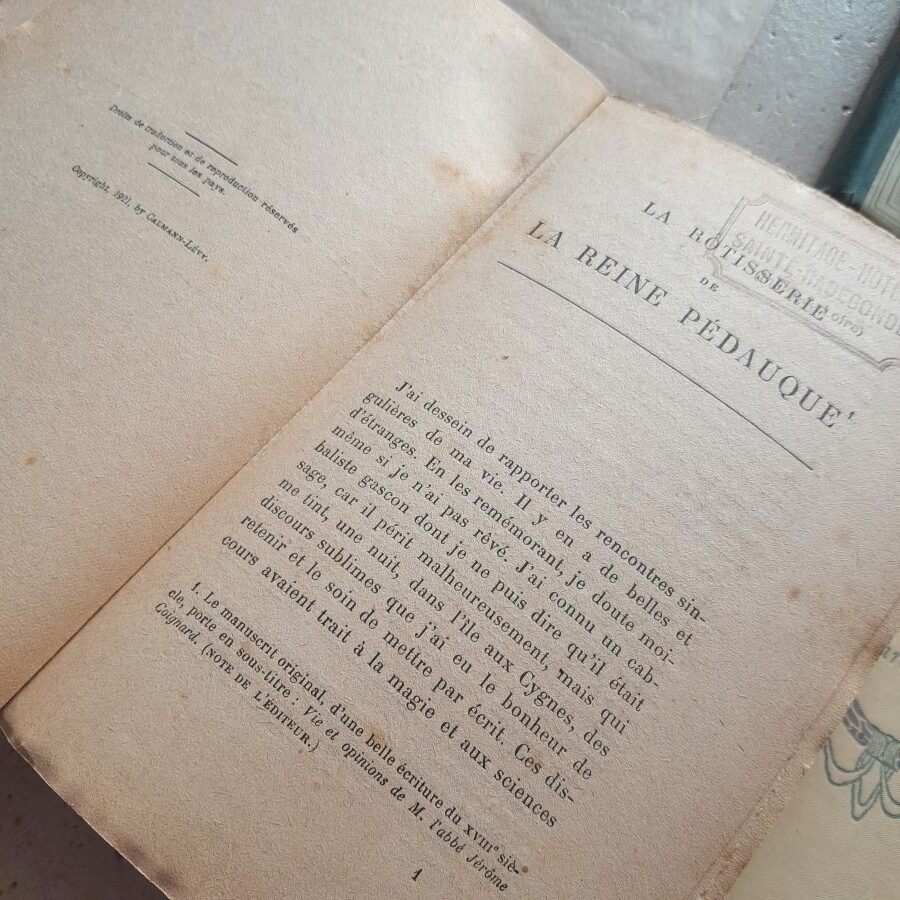 Droits de traduction et de reproduction réservés
pour tous les pays.
Copyright, 1921, by CALMANN-LÉVY.
HERMITAGE-HOTEL
SAINTE-RADEGONDE
LA ROTISSERIE
DE
LA REINE PÉDAUQUE¹
J'ai dessein de rapporter les rencontres sin-
gulières de ma vie. Il y en a de belles et
d'étranges. En les remémorant, je doute moi-
même si je n'ai pas rêvé. J'ai connu un cab-
baliste gascon dont je ne puis dire qu'il était
sage, car il périt malheureusement, mais qui
me tint, une nuit, dans l'île aux Cygnes, des
discours sublimes que j'ai eu le bonheur de
retenir et le soin de mettre par écrit. Ces dis-
cours avaient trait à la magie et aux sciences
1. Le manuscrit original, d'une belle écriture du XVIIIe siè-
cle, porte en sous-titre : Vie et opinions de M. l'abbé Jérôme
Coignard. (NOTE DE L'ÉDITEUR.)
1